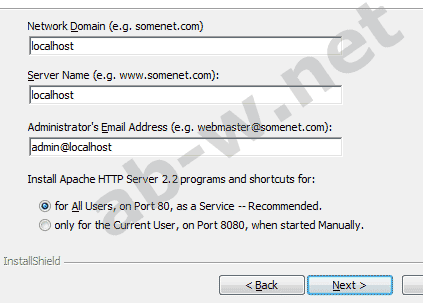 Network Domain (e.g. somenet.com)
localhost
Server Name (e.g. www.somenet.com):
localhost
Administrator's Email Address (e.g. webmaster@somenet.com):
admin@localhost
Install Apache HTTP Server 2.2 programs and shortcuts for:
for All Users, on Port 80, as a Service -- Recommended.
only for the Current User, on Port 8080, when started Manually.
InstallShield
< Back
Next >
ab-w.net